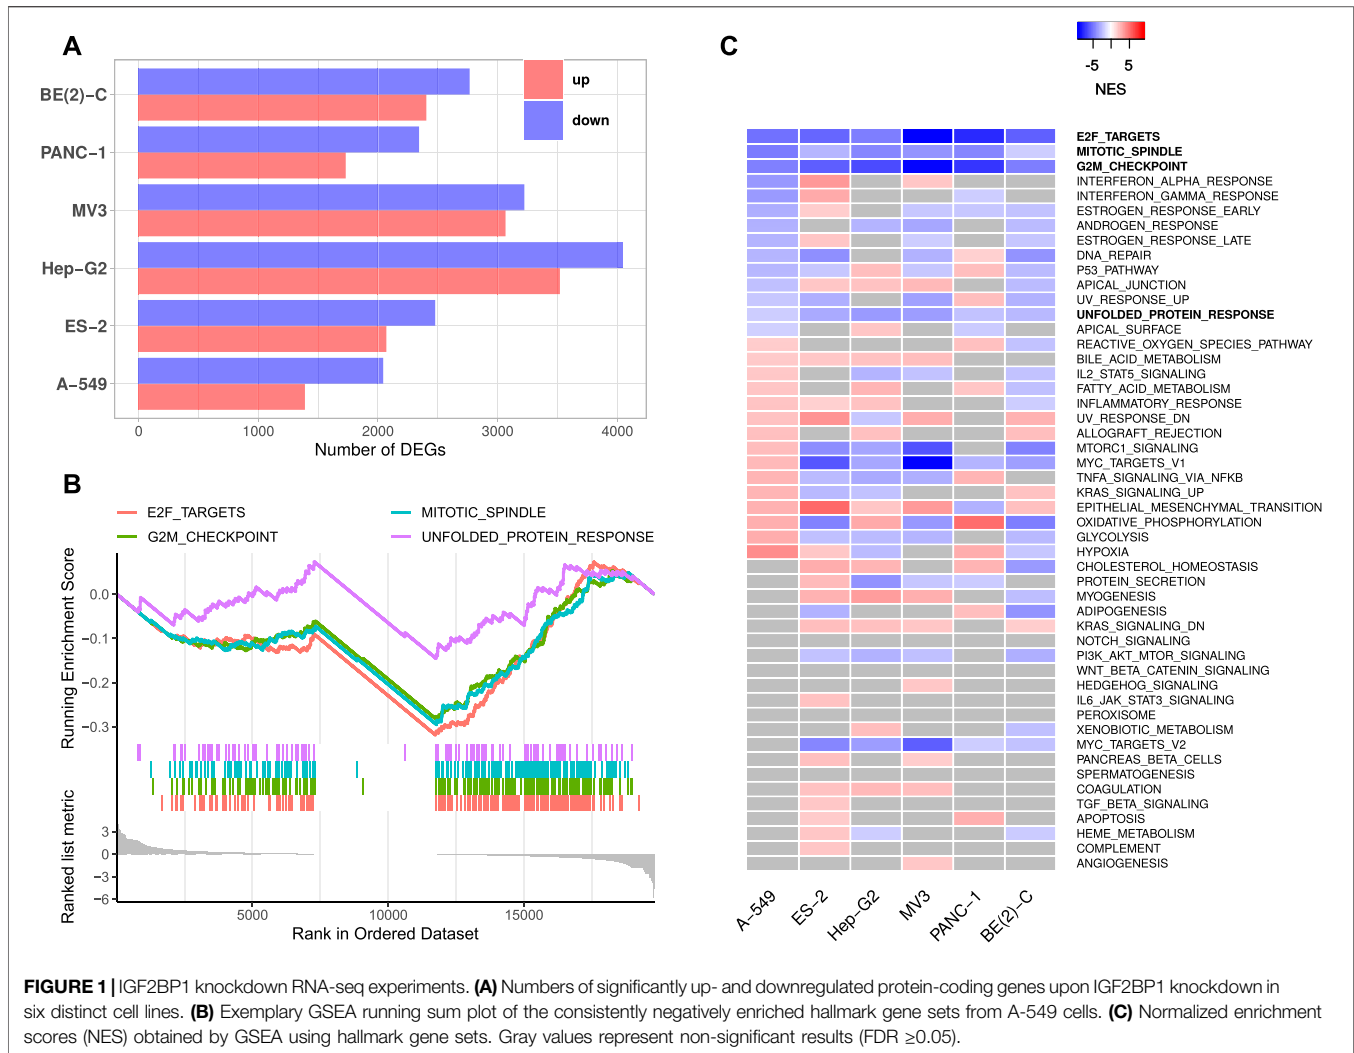 A
BE(2)-C
PANC-1
MV3
Hep-G2
ES-2
A-549
up
down
0 1000 2000 3000 4000
Number of DEGs
B
E2F_TARGETS
G2M_CHECKPOINT
MITOTIC_SPINDLE
UNFOLDED_PROTEIN_RESPONSE
Running Enrichment Score
0.0
-0.1
-0.2
-0.3
Ranked list metric
3
0
-3
-6
5000 10000 15000
Rank in Ordered Dataset
C
-5 5
NES
E2F_TARGETS
MITOTIC_SPINDLE
G2M_CHECKPOINT
INTERFERON_ALPHA_RESPONSE
INTERFERON_GAMMA_RESPONSE
ESTROGEN_RESPONSE_EARLY
ANDROGEN_RESPONSE
ESTROGEN_RESPONSE_LATE
DNA_REPAIR
P53_PATHWAY
APICAL_JUNCTION
UV_RESPONSE_UP
UNFOLDED_PROTEIN_RESPONSE
APICAL_SURFACE
REACTIVE_OXYGEN_SPECIES_PATHWAY
BILE_ACID_METABOLISM
IL2_STAT5_SIGNALING
FATTY_ACID_METABOLISM
INFLAMMATORY_RESPONSE
UV_RESPONSE_DN
ALLOGRAFT_REJECTION
MTORC1_SIGNALING
MYC_TARGETS_V1
TNFA_SIGNALING_VIA_NFKB
KRAS_SIGNALING_UP
EPITHELIAL_MESENCHYMAL_TRANSITION
OXIDATIVE_PHOSPHORYLATION
GLYCOLYSIS
HYPOXIA
CHOLESTEROL_HOMEOSTASIS
PROTEIN_SECRETION
MYOGENESIS
ADIPOGENESIS
KRAS_SIGNALING_DN
NOTCH_SIGNALING
PI3K_AKT_MTOR_SIGNALING
WNT_BETA_CATENIN_SIGNALING
HEDGEHOG_SIGNALING
IL6_JAK_STAT3_SIGNALING
PEROXISOME
XENOBIOTIC_METABOLISM
MYC_TARGETS_V2
PANCREAS_BETA_CELLS
SPERMATOGENESIS
COAGULATION
TGF_BETA_SIGNALING
APOPTOSIS
HEME_METABOLISM
COMPLEMENT
ANGIOGENESIS
A-549 ES-2 Hep-G2 MV3 PANC-1 BE(2)-C
FIGURE 1 | IGF2BP1 knockdown RNA-seq experiments. (A) Numbers of significantly up- and downregulated protein-coding genes upon IGF2BP1 knockdown in
six distinct cell lines. (B) Exemplary GSEA running sum plot of the consistently negatively enriched hallmark gene sets from A-549 cells. (C) Normalized enrichment
scores (NES) obtained by GSEA using hallmark gene sets. Gray values represent non-significant results (FDR ≥0.05).